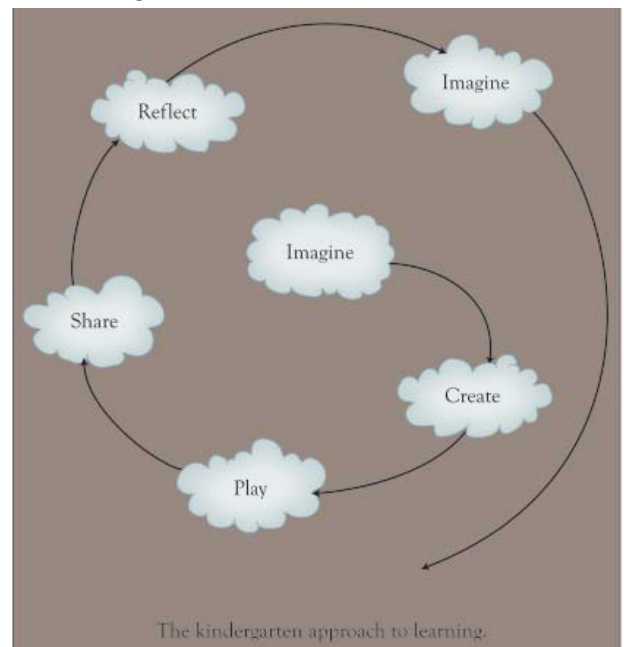 Imagine
Create
Play
Share
Reflect
Imagine
The kindergarten approach to learning.